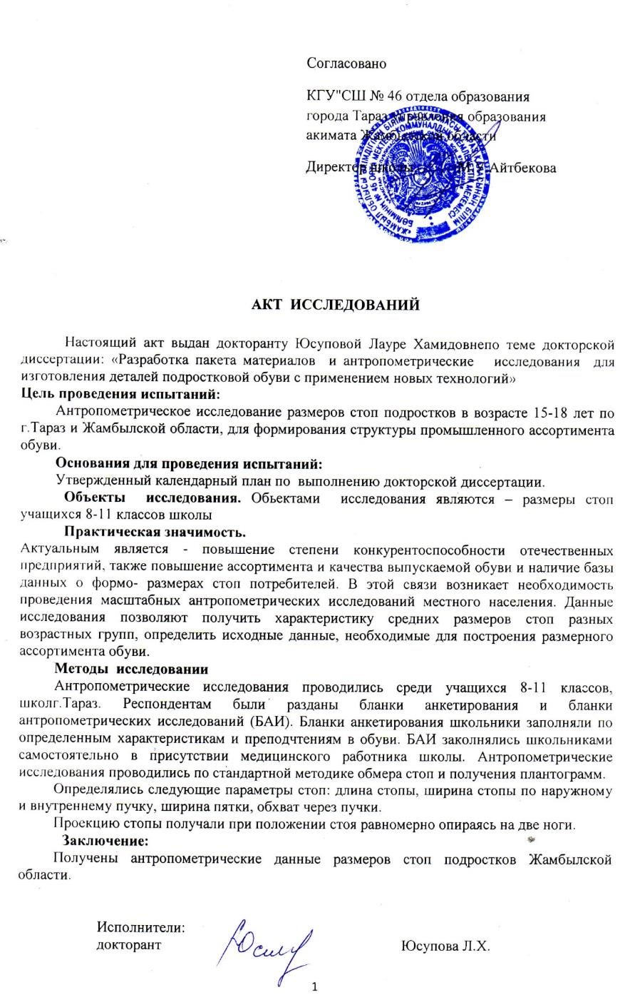 Согласовано
КГУ"СШ № 46 отдела образования
города Тараз управления образования
акимата Жамбылской области
Директор школы М. Айтбекова
АКТ ИССЛЕДОВАНИЙ
Настоящий акт выдан докторанту Юсуповой Лауре Хамидовнепо теме докторской
диссертации: «Разработка пакета материалов и антропометрические исследования для
изготовления деталей подростковой обуви с применением новых технологий»
Цель проведения испытаний:
Антропометрическое исследование размеров стоп подростков в возрасте 15-18 лет по
г.Тараз и Жамбылской области, для формирования структуры промышленного ассортимента
обуви.
Основания для проведения испытаний:
Утвержденный календарный план по выполнению докторской диссертации.
Объекты исследования. Обьектами исследования являются – размеры стоп
учащихся 8-11 классов школы
Практическая значимость.
Актуальным является - повышение степени конкурентоспособности отечественных
предприятий, также повышение ассортимента и качества выпускаемой обуви и наличие базы
данных о формо- размерах стоп потребителей. В этой связи возникает необходимость
проведения масштабных антропометрических исследований местного населения. Данные
исследования позволяют получить характеристику средних размеров стоп разных
возрастных групп, определить исходные данные, необходимые для построения размерного
ассортимента обуви.
Методы исследовании
Антропометрические исследования проводились среди учащихся 8-11 классов,
школг.Тараз. Респондентам были разданы бланки анкетирования и бланки
антропометрических исследований (БАИ). Бланки анкетирования школьники заполняли по
определенным характеристикам и преподчтениям в обуви. БАИ заколнялись школьниками
самостоятельно в присутствии медицинского работника школы. Антропометрические
исследования проводились по стандартной методике обмера стоп и получения плантограмм.
Определялись следующие параметры стоп: длина стопы, ширина стопы по наружному
и внутреннему пучку, ширина пятки, обхват через пучки.
Проекцию стопы получали при положении стоя равномерно опираясь на две ноги.
Заключение:
Получены антропометрические данные размеров стоп подростков Жамбылской
области.
Исполнители:
докторант Юсупова Л.Х.
1